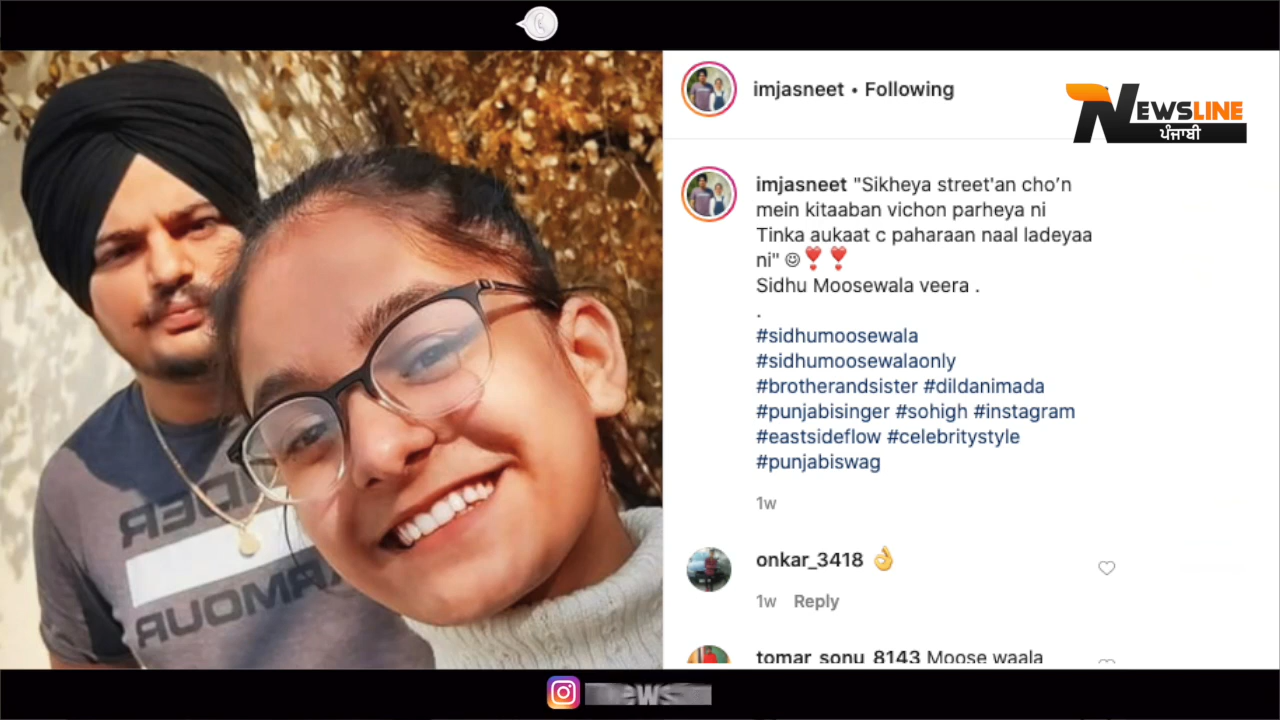 imjasneet • Following
NEWSLINE
ਪੰਜਾਬੀ
imjasneet "Sikheya street'an cho’n
mein kitaaban vichon parheya ni
Tinka aukaat c paharaan naal ladeyaa
ni" ☺❣️ ❣️
Sidhu Moosewala veera .
.
#sidhumoosewala
#sidhumoosewalaonly
#brotherandsister #dildanimada
#punjabisinger #sohigh #instagram
#eastsideflow #celebritystyle
#punjabiswag
1w
onkar_3418 👌
1w Reply
tomar_sonu_8143 Moose waala
UNDER
ARMOUR